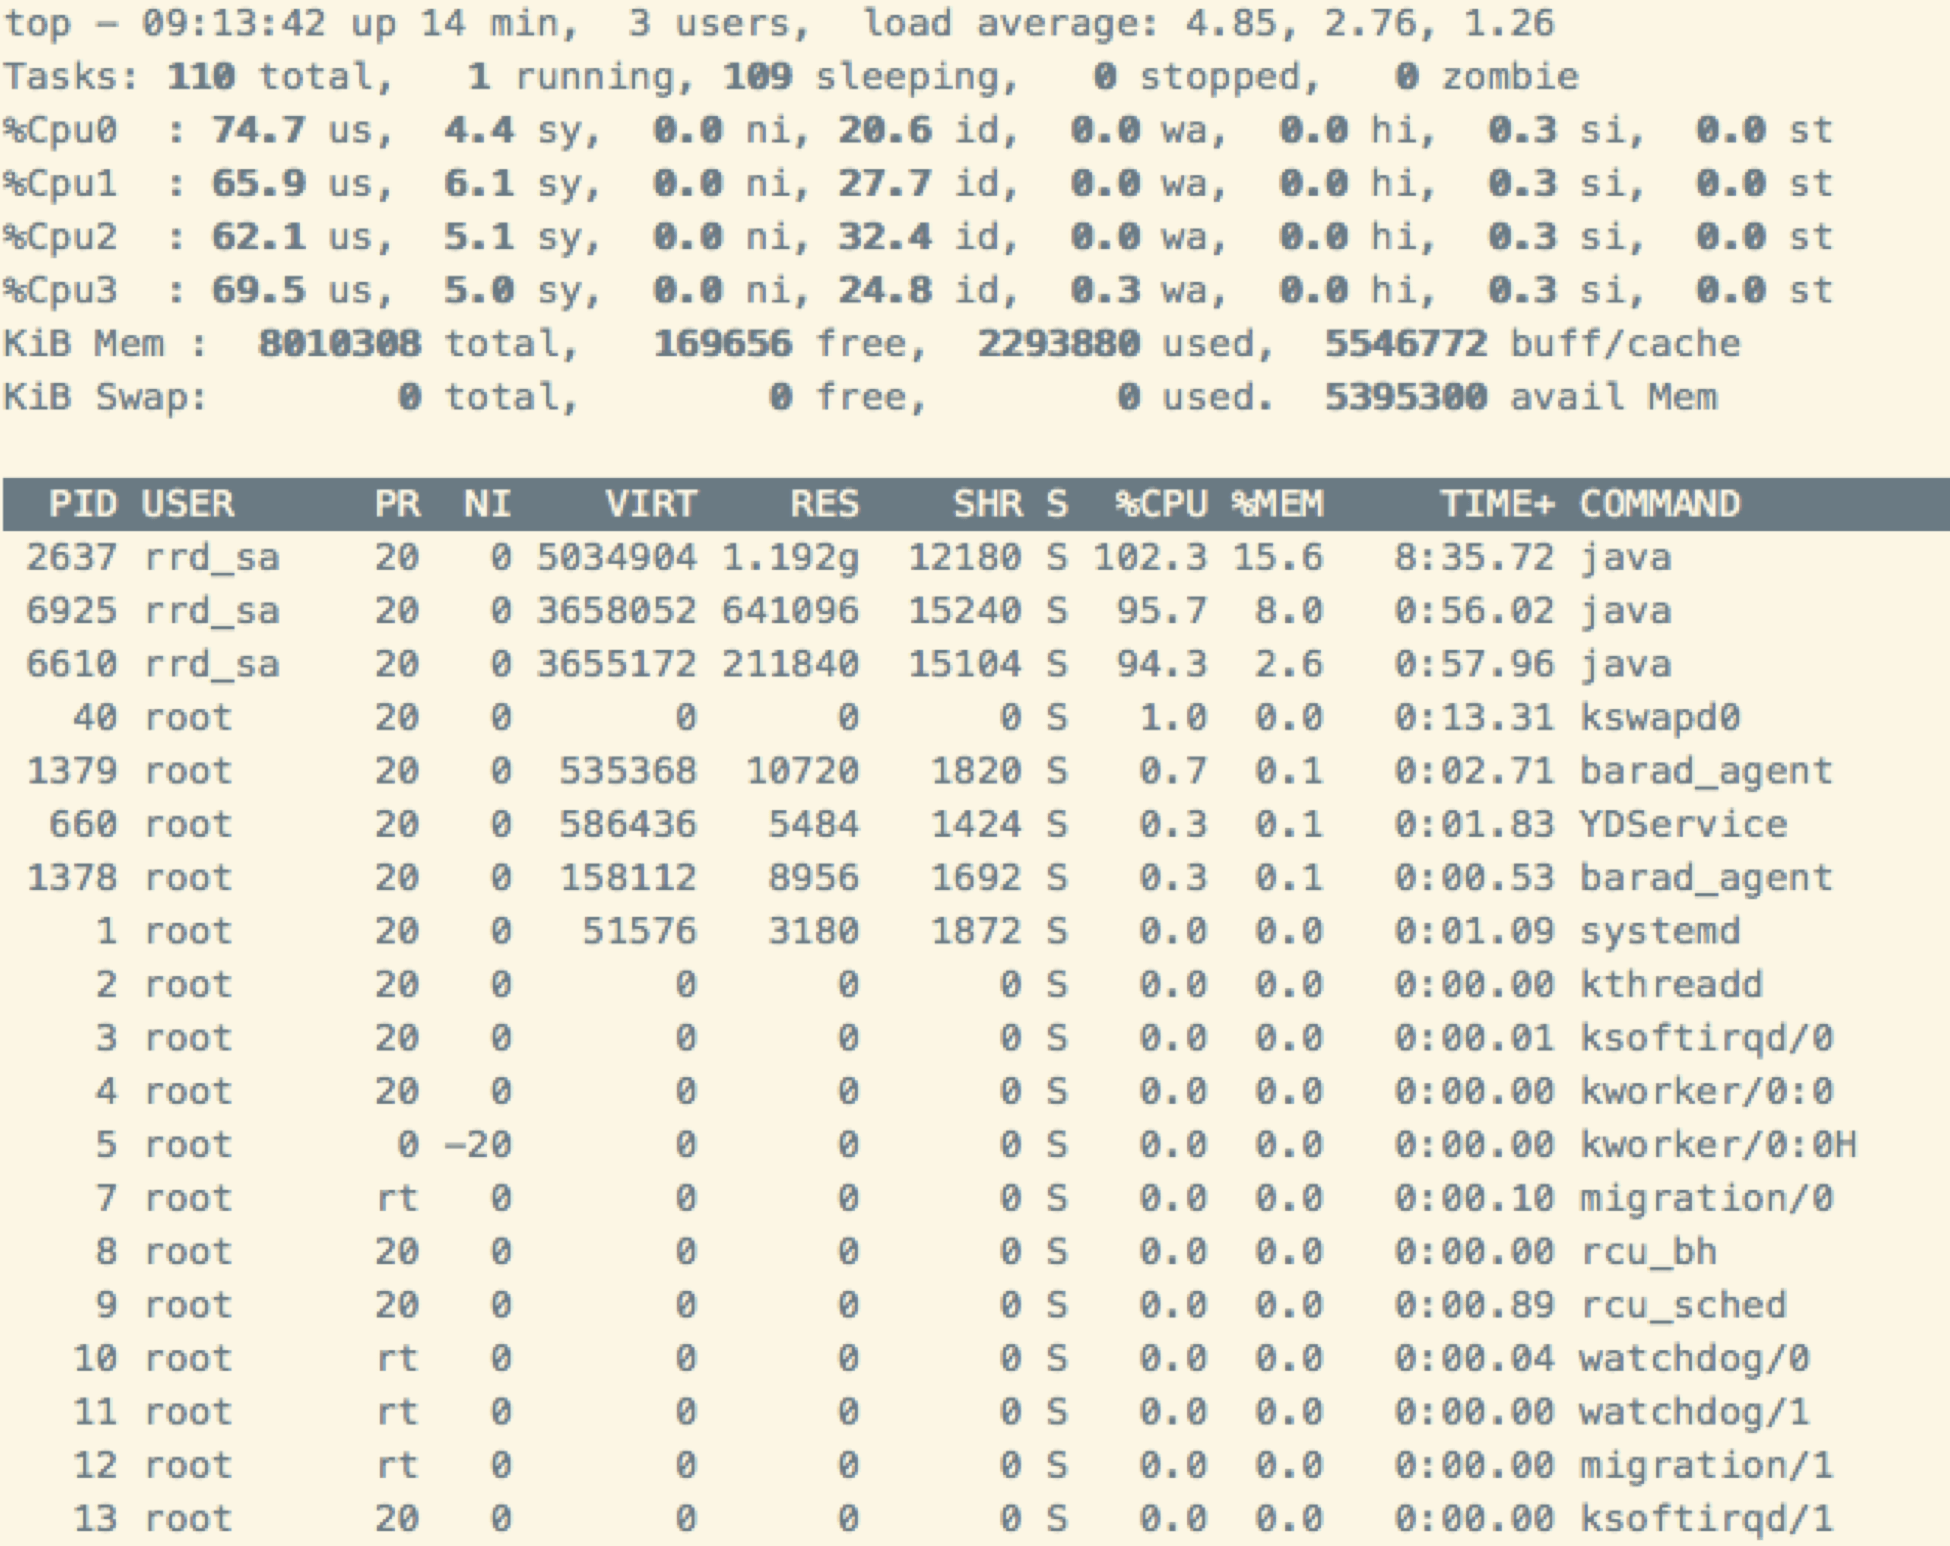 top – 09:13:42 up 14 min,  3 users,  load average: 4.85, 2.76, 1.26
Tasks: 110 total,   1 running, 109 sleeping,   0 stopped,   0 zombie
%Cpu0  : 74.7 us,  4.4 sy,  0.0 ni, 20.6 id,  0.0 wa,  0.0 hi,  0.3 si,  0.0 st
%Cpu1  : 65.9 us,  6.1 sy,  0.0 ni, 27.7 id,  0.0 wa,  0.0 hi,  0.3 si,  0.0 st
%Cpu2  : 62.1 us,  5.1 sy,  0.0 ni, 32.4 id,  0.0 wa,  0.0 hi,  0.3 si,  0.0 st
%Cpu3  : 69.5 us,  5.0 sy,  0.0 ni, 24.8 id,  0.3 wa,  0.0 hi,  0.3 si,  0.0 st
KiB Mem :  8010308 total,   169656 free,  2293880 used,  5546772 buff/cache
KiB Swap:        0 total,        0 free,        0 used.  5395300 avail Mem
PID USER      PR  NI    VIRT    RES    SHR S  %CPU %MEM     TIME+ COMMAND
2637 rrd_sa    20   0 5034904 1.192g  12180 S 102.3 15.6   8:35.72 java
6925 rrd_sa    20   0 3658052 641096  15240 S  95.7  8.0   0:56.02 java
6610 rrd_sa    20   0 3655172 211840  15104 S  94.3  2.6   0:57.96 java
40 root      20   0       0      0      0 S   1.0  0.0   0:13.31 kswapd0
1379 root      20   0  535368  10720   1820 S   0.7  0.1   0:02.71 barad_agent
660 root      20   0  586436   5484   1424 S   0.3  0.1   0:01.83 YDService
1378 root      20   0  158112   8956   1692 S   0.3  0.1   0:00.53 barad_agent
1 root      20   0   51576   3180   1872 S   0.0  0.0   0:01.09 systemd
2 root      20   0       0      0      0 S   0.0  0.0   0:00.00 kthreadd
3 root      20   0       0      0      0 S   0.0  0.0   0:00.01 ksoftirqd/0
4 root      20   0       0      0      0 S   0.0  0.0   0:00.00 kworker/0:0
5 root       0 –20       0      0      0 S   0.0  0.0   0:00.00 kworker/0:0H
7 root      rt   0       0      0      0 S   0.0  0.0   0:00.10 migration/0
8 root      20   0       0      0      0 S   0.0  0.0   0:00.00 rcu_bh
9 root      20   0       0      0      0 S   0.0  0.0   0:00.89 rcu_sched
10 root      rt   0       0      0      0 S   0.0  0.0   0:00.04 watchdog/0
11 root      rt   0       0      0      0 S   0.0  0.0   0:00.00 watchdog/1
12 root      rt   0       0      0      0 S   0.0  0.0   0:00.00 migration/1
13 root      20   0       0      0      0 S   0.0  0.0   0:00.00 ksoftirqd/1